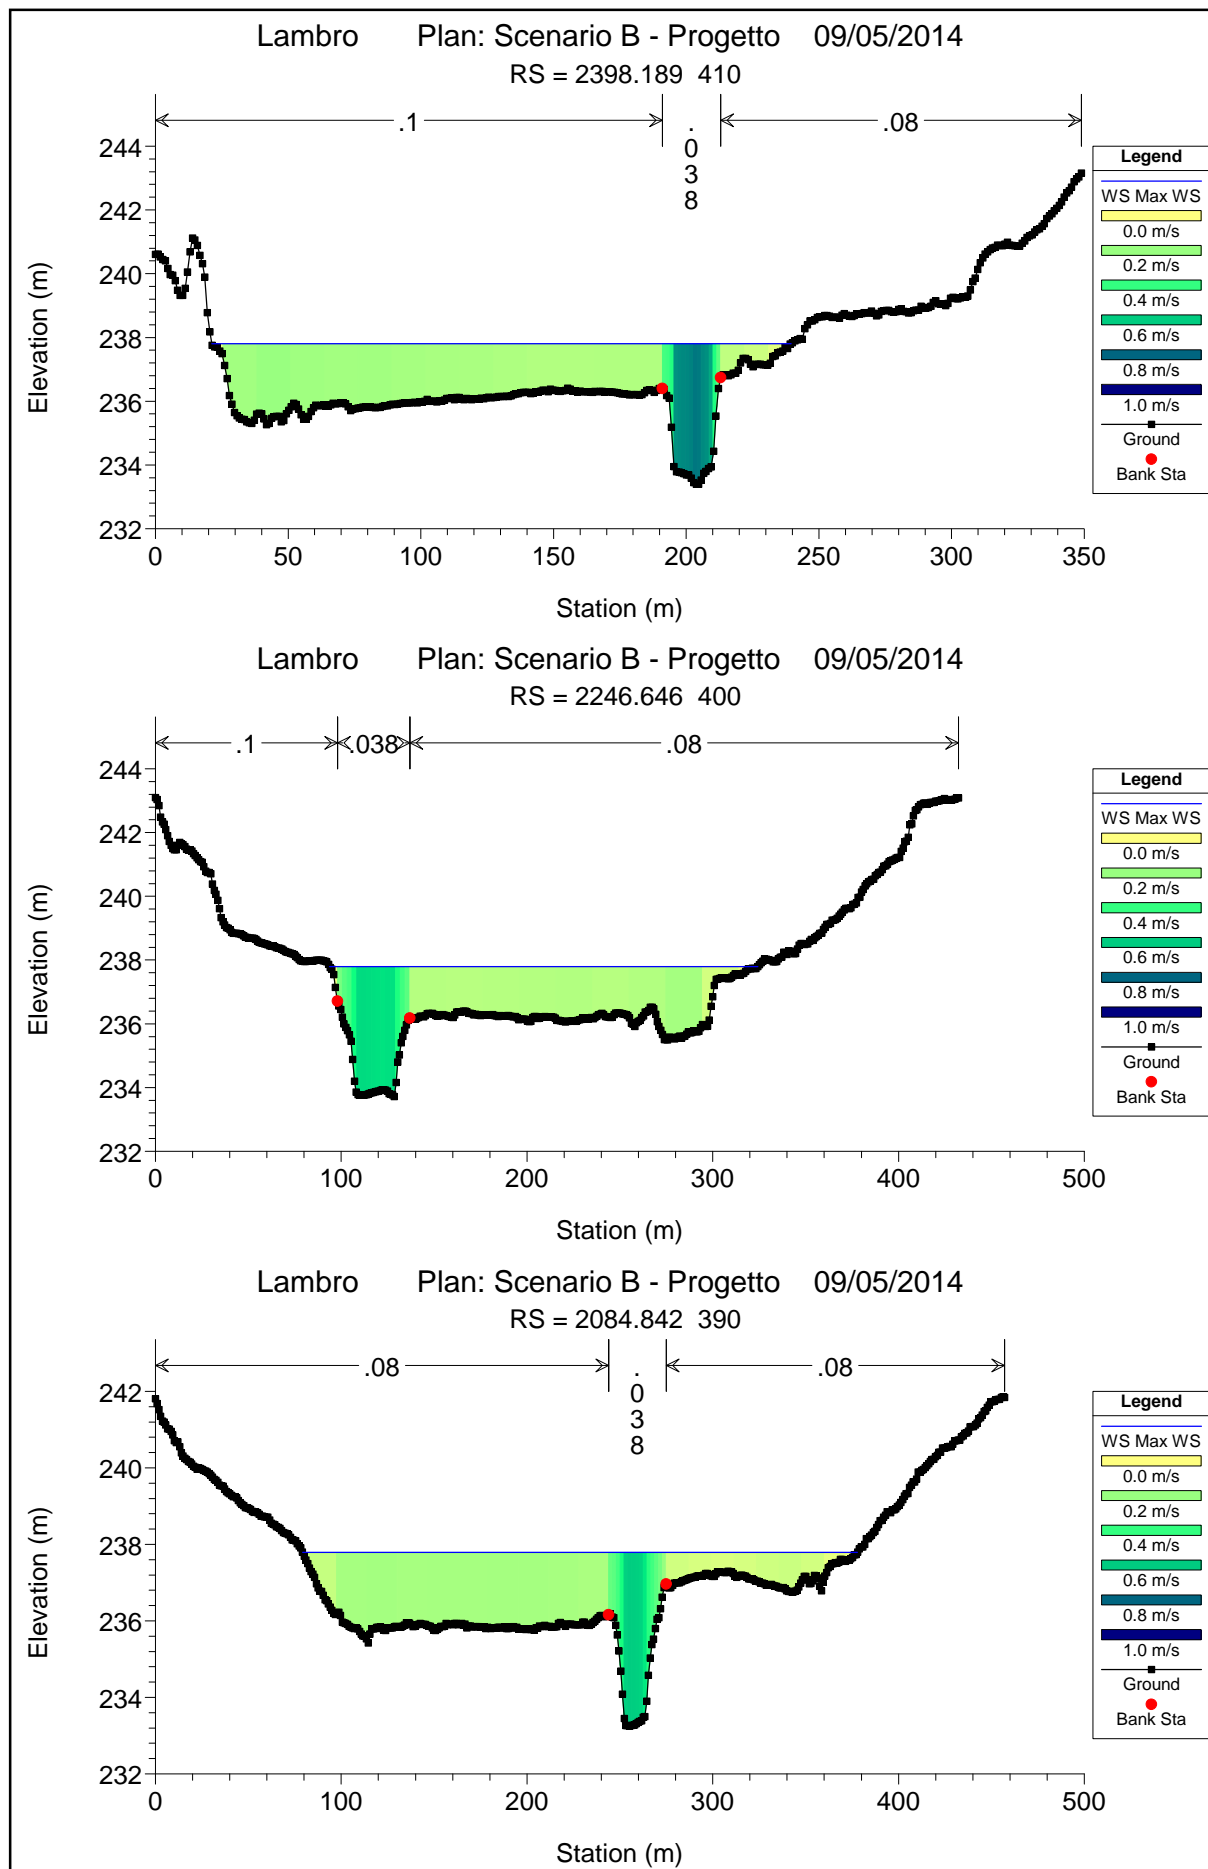 Lambro Plan: Scenario B - Progetto 09/05/2014
RS = 2398.189 410
.1
.038
.08
244
242
240
238
236
234
232
Elevation (m)
0 50 100 150 200 250 300 350
Station (m)
Legend
WS Max WS
0.0 m/s
0.2 m/s
0.4 m/s
0.6 m/s
0.8 m/s
1.0 m/s
Ground
Bank Sta
Lambro Plan: Scenario B - Progetto 09/05/2014
RS = 2246.646 400
.1
.038
.08
244
242
240
238
236
234
232
Elevation (m)
0 100 200 300 400 500
Station (m)
Legend
WS Max WS
0.0 m/s
0.2 m/s
0.4 m/s
0.6 m/s
0.8 m/s
1.0 m/s
Ground
Bank Sta
Lambro Plan: Scenario B - Progetto 09/05/2014
RS = 2084.842 390
.08
.038
.08
242
240
238
236
234
232
Elevation (m)
0 100 200 300 400 500
Station (m)
Legend
WS Max WS
0.0 m/s
0.2 m/s
0.4 m/s
0.6 m/s
0.8 m/s
1.0 m/s
Ground
Bank Sta